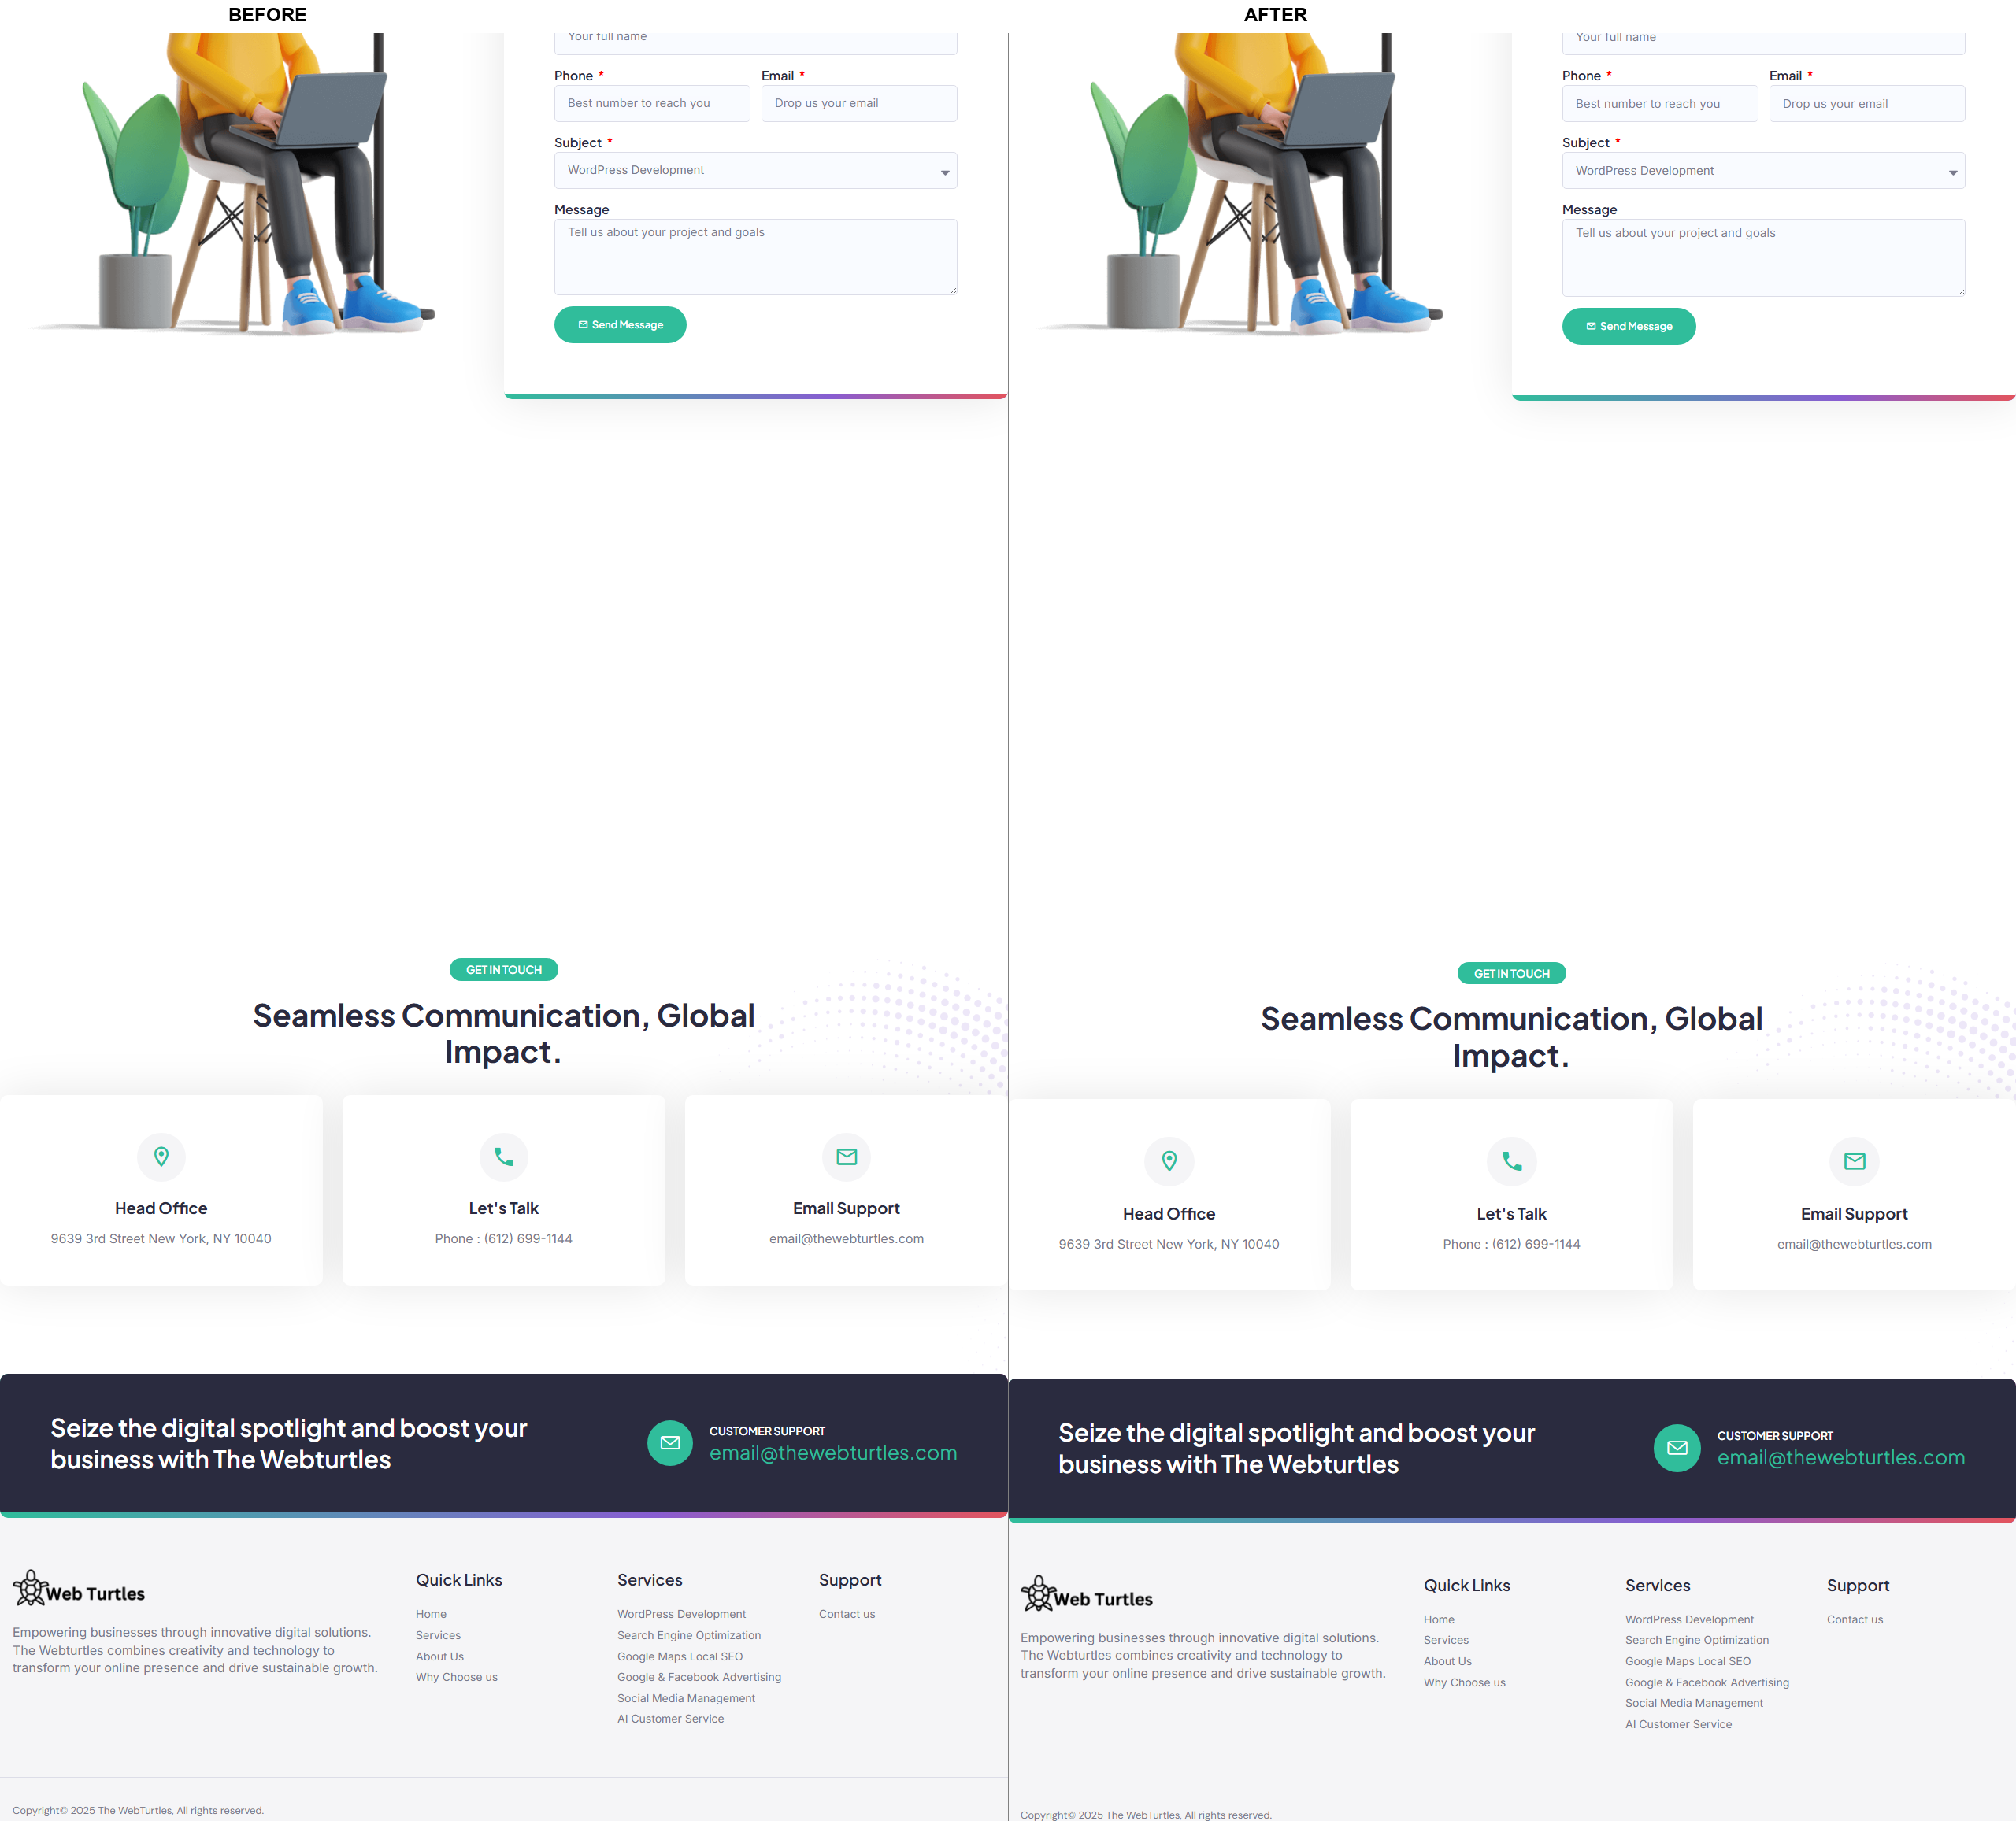 BEFORE
Your full name
Phone *
Email *
Best number to reach you
Drop us your email
Subject *
WordPress Development
Message
Tell us about your project and goals
Send Message
GET IN TOUCH
Seamless Communication, Global
Impact.
Head Office
9639 3rd Street New York, NY 10040
Let's Talk
Phone : (612) 699-1144
Email Support
email@thewebturtles.com
Seize the digital spotlight and boost your
business with The Webturtles
CUSTOMER SUPPORT
email@thewebturtles.com
Web Turtles
Empowering businesses through innovative digital solutions.
The Webturtles combines creativity and technology to
transform your online presence and drive sustainable growth.
Quick Links
Home
Services
About Us
Why Choose us
Services
WordPress Development
Search Engine Optimization
Google Maps Local SEO
Google & Facebook Advertising
Social Media Management
AI Customer Service
Support
Contact us
Copyright© 2025 The WebTurtles, All rights reserved.
AFTER
Your full name
Phone *
Email *
Best number to reach you
Drop us your email
Subject *
WordPress Development
Message
Tell us about your project and goals
Send Message
GET IN TOUCH
Seamless Communication, Global
Impact.
Head Office
9639 3rd Street New York, NY 10040
Let's Talk
Phone : (612) 699-1144
Email Support
email@thewebturtles.com
Seize the digital spotlight and boost your
business with The Webturtles
CUSTOMER SUPPORT
email@thewebturtles.com
Web Turtles
Empowering businesses through innovative digital solutions.
The Webturtles combines creativity and technology to
transform your online presence and drive sustainable growth.
Quick Links
Home
Services
About Us
Why Choose us
Services
WordPress Development
Search Engine Optimization
Google Maps Local SEO
Google & Facebook Advertising
Social Media Management
AI Customer Service
Support
Contact us
Copyright© 2025 The WebTurtles, All rights reserved.